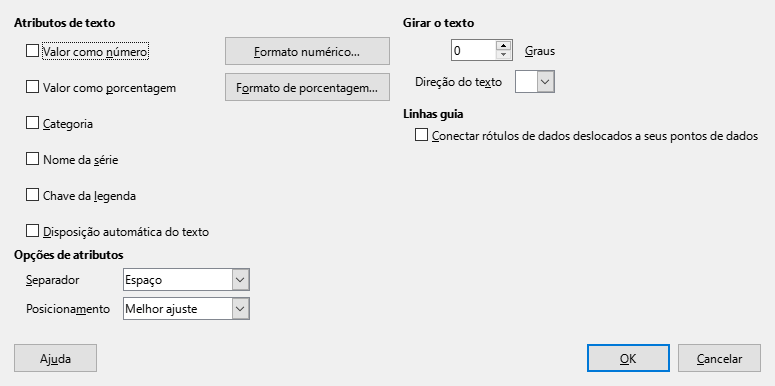 Atributos de texto
Valor como número
Formato numérico...
Valor como porcentagem
Formato de porcentagem...
Categoria
Nome da série
Chave da legenda
Disposição automática do texto
Opções de atributos
Separador
Espaço
Posicionamento
Melhor ajuste
Girar o texto
0
Graus
Direção do texto
Linhas guia
Conectar rótulos de dados deslocados a seus pontos de dados
Ajuda
OK
Cancelar